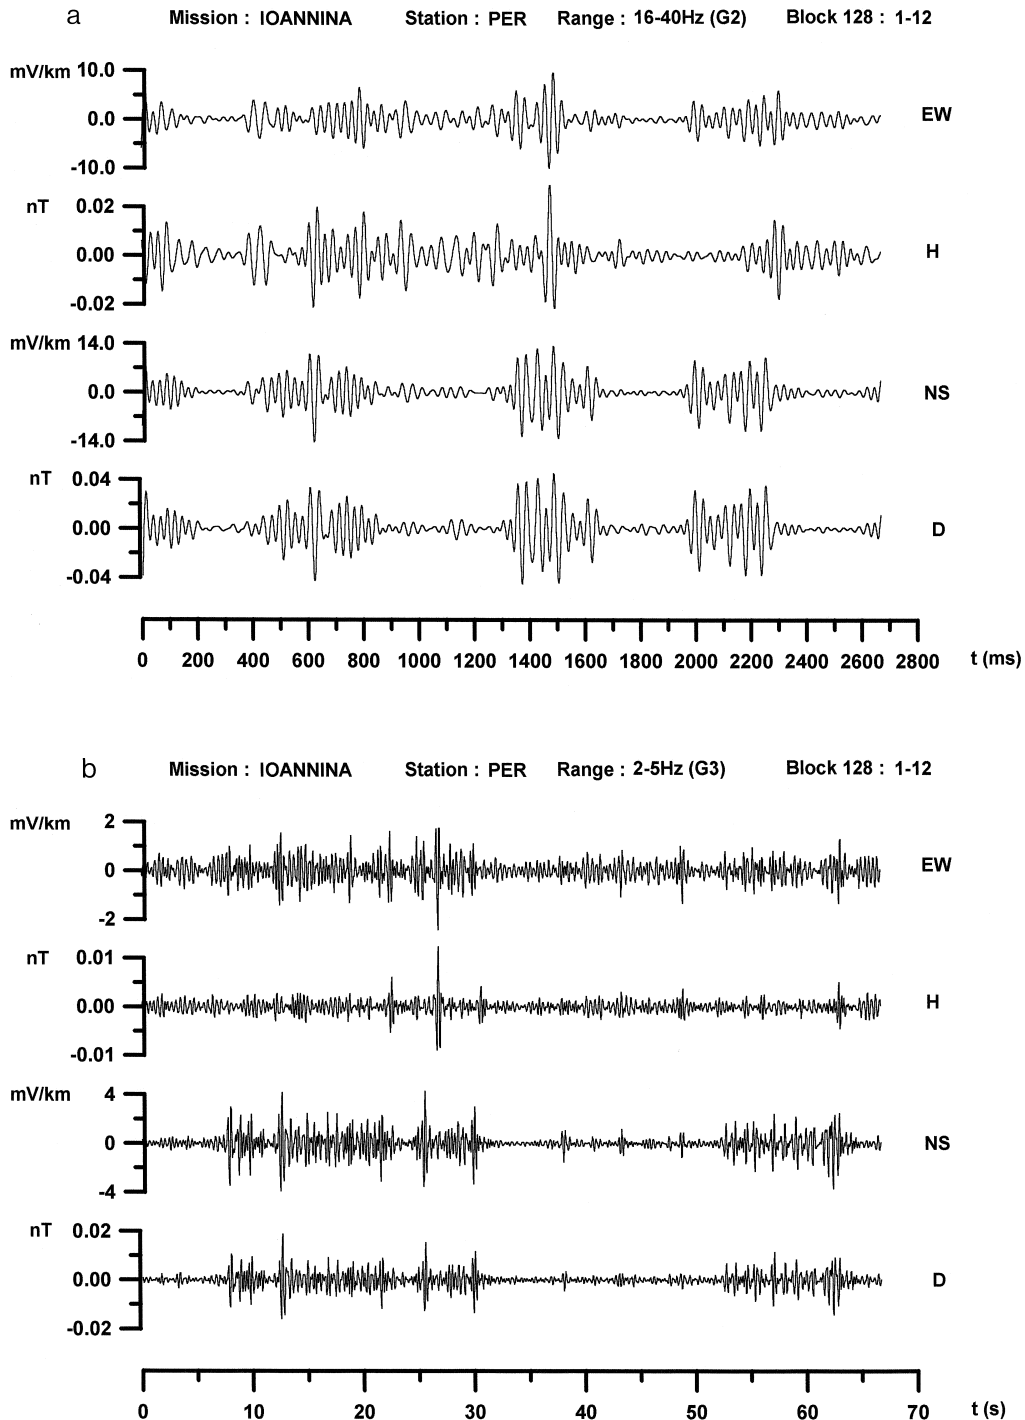 a Mission : IOANNINA Station : PER Range : 16-40Hz (G2) Block 128 : 1-12
mV/km 10.0
0.0 EW
-10.0
nT 0.02
0.00 H
-0.02
mV/km 14.0
0.0 NS
-14.0
nT 0.04
0.00 D
-0.04
0 200 400 600 800 1000 1200 1400 1600 1800 2000 2200 2400 2600 2800 t (ms)
b Mission : IOANNINA Station : PER Range : 2-5Hz (G3) Block 128 : 1-12
mV/km 2
0 EW
-2
nT 0.01
0.00 H
-0.01
mV/km 4
0 NS
-4
nT 0.02
0.00 D
-0.02
0 10 20 30 40 50 60 70 t (s)